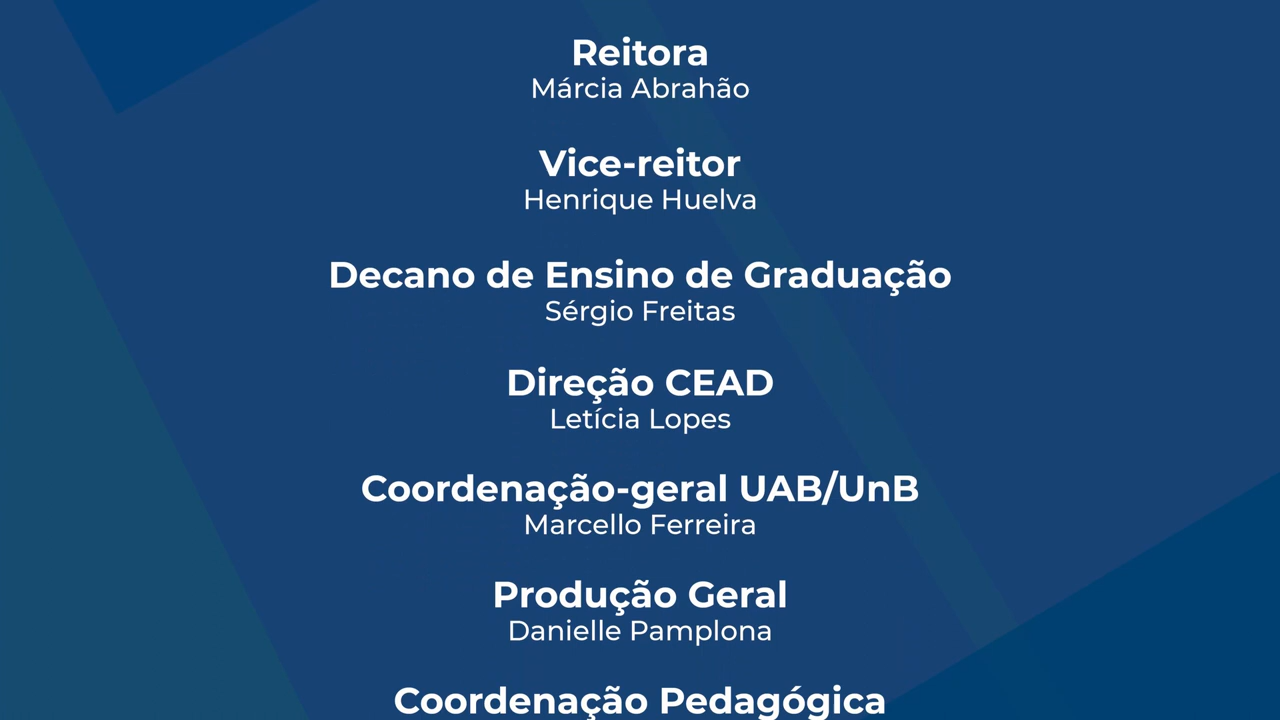 Reitora
Márcia Abrahão
Vice-reitor
Henrique Huelva
Decano de Ensino de Graduação
Sérgio Freitas
Direção CEAD
Letícia Lopes
Coordenação-geral UAB/UnB
Marcello Ferreira
Produção Geral
Danielle Pamplona
Coordenação Pedagógica